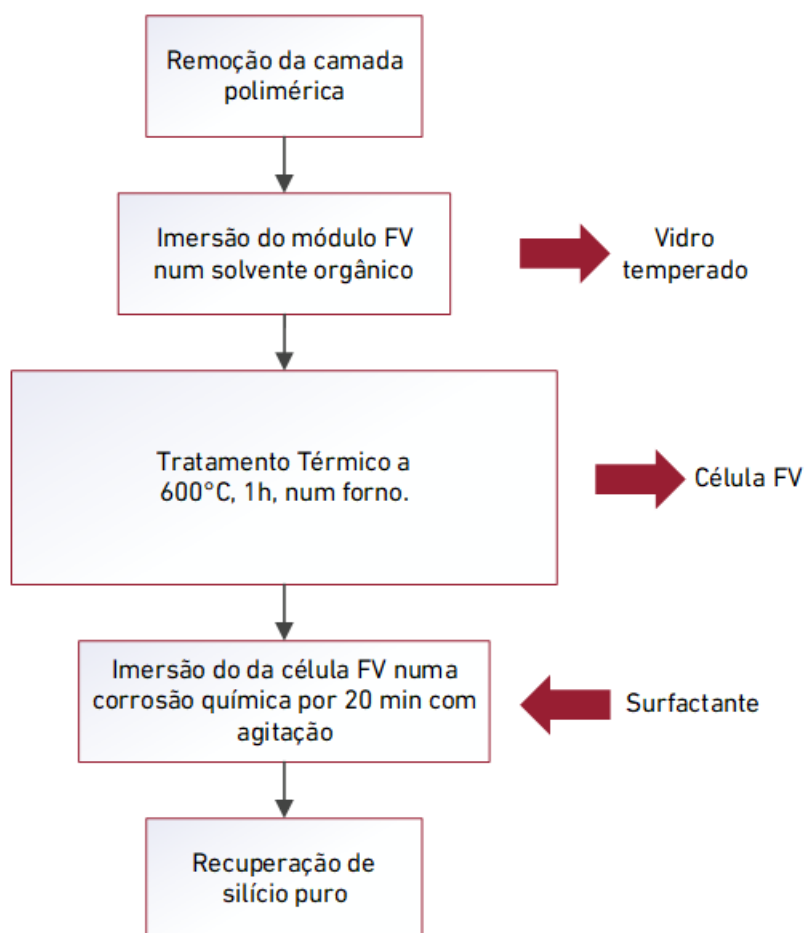 Remoção da camada
polimérica
Imersão do módulo FV
num solvente orgânico
Vidro
temperado
Tratamento Térmico a
600°C, 1h, num forno.
Célula FV
Imersão do da célula FV numa
corrosão química por 20 min com
agitação
Surfactante
Recuperação de
silício puro